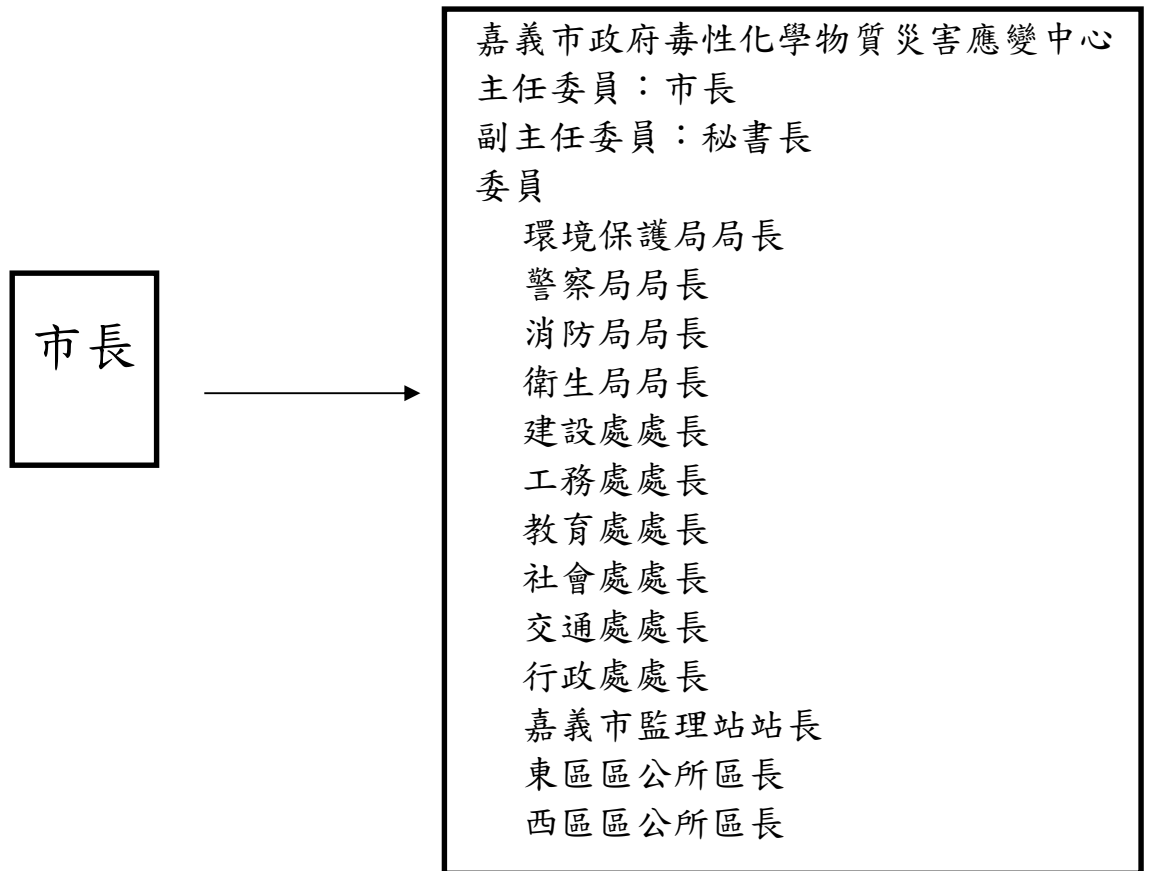 市長
嘉義市政府毒性化學物質災害應變中心
主任委員：市長
副主任委員：秘書長
委員
環境保護局局長
警察局局長
消防局局長
衛生局局長
建設處處長
工務處處長
教育處處長
社會處處長
交通處處長
行政處處長
嘉義市監理站站長
東區區公所區長
西區區公所區長